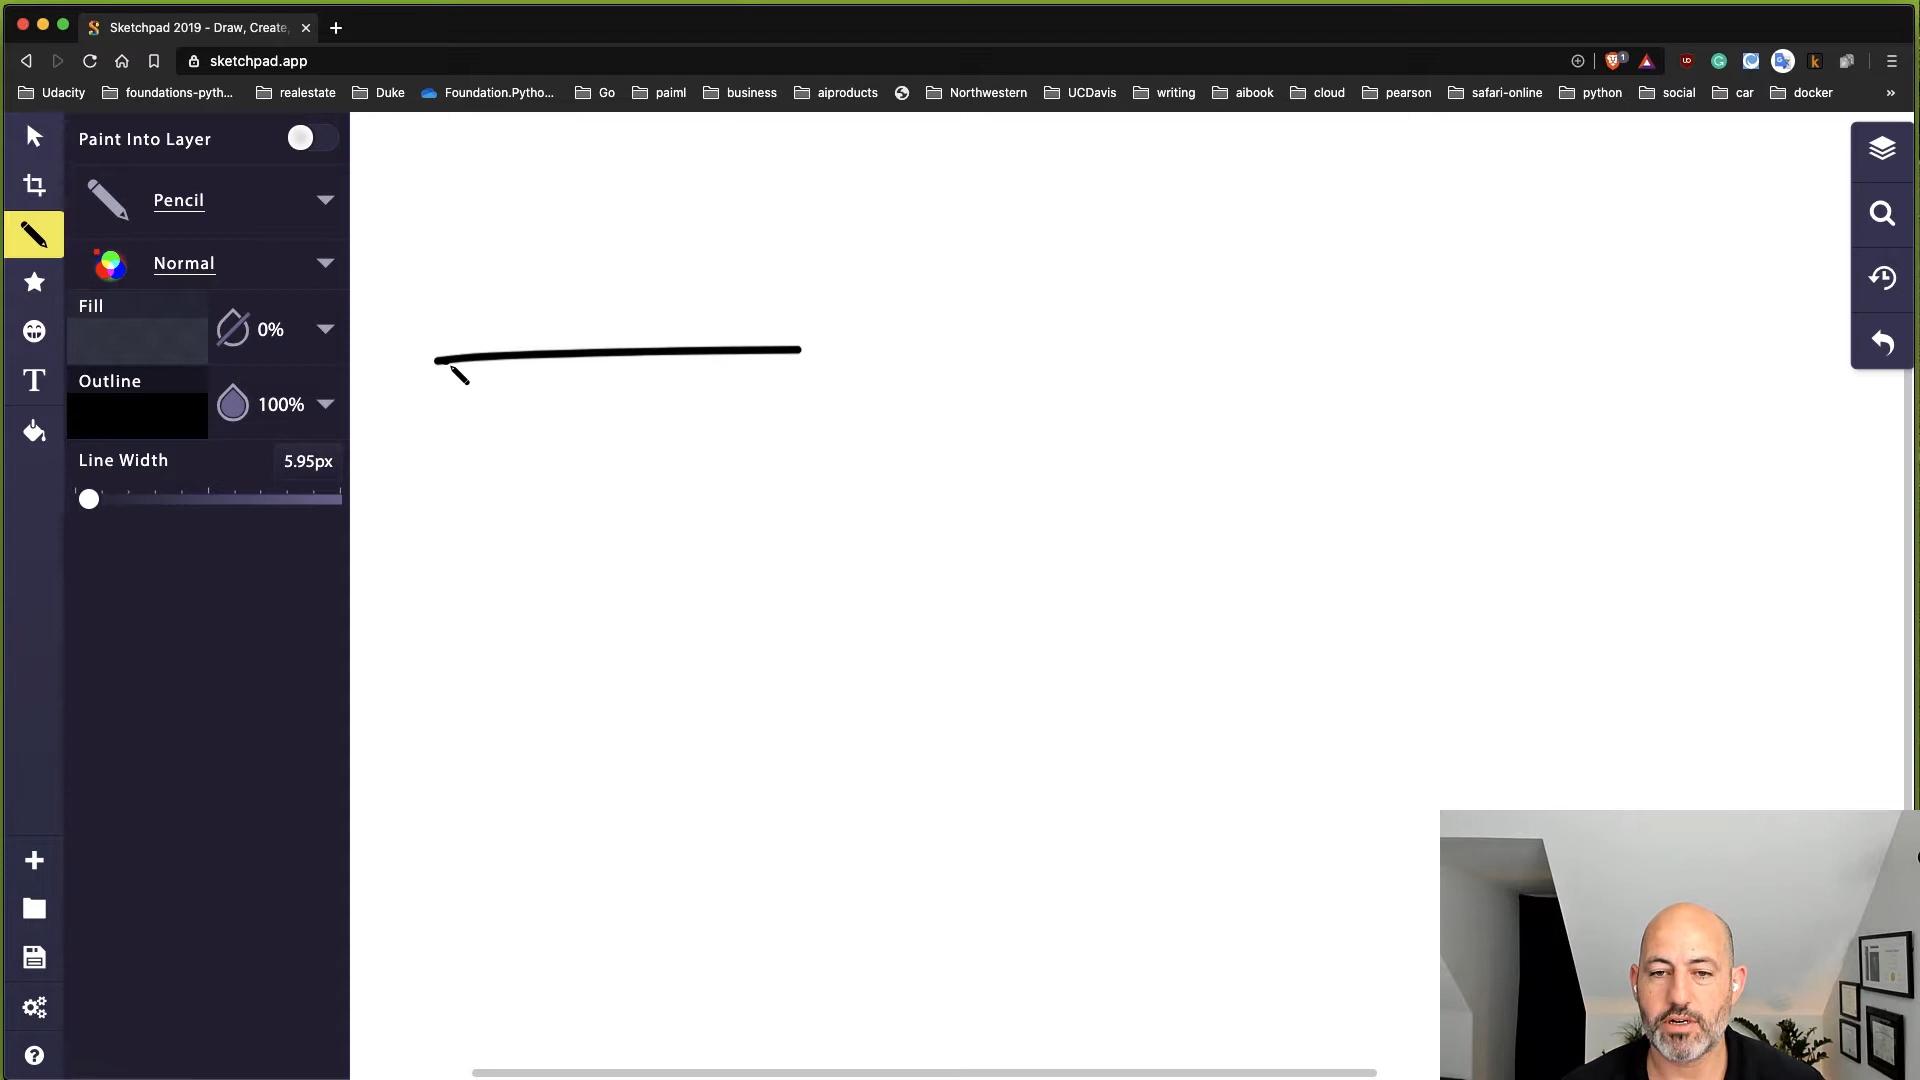 Sketchpad 2019 - Draw, Create,
sketchpad.app
1
UD
k
Udacity foundations-pyth... realestate Duke Foundation.Pytho... Go paiml business aiproducts Northwestern UCDavis writing aibook cloud pearson safari-online python social car docker »
Paint Into Layer
Pencil
Normal
Fill
0%
Outline
100%
Line Width
5.95px
T
?